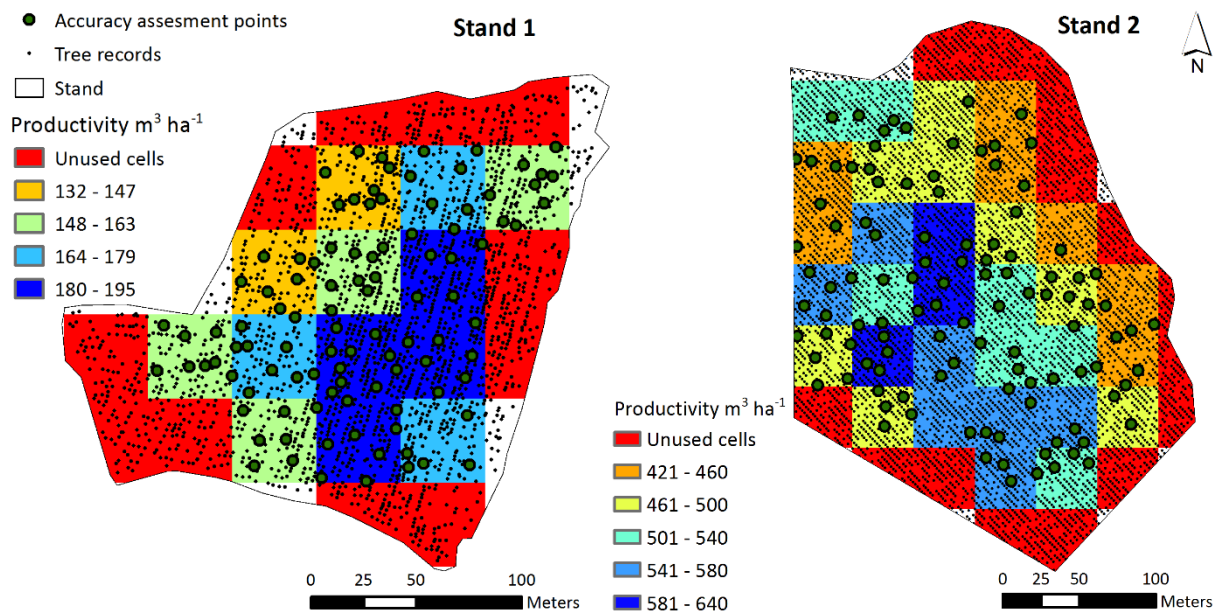 Accuracy assesment points
Tree records
Stand
Productivity m³ ha⁻¹
Unused cells
132 - 147
148 - 163
164 - 179
180 - 195
Stand 1
0 25 50 100
Meters
Stand 2
N
Productivity m³ ha⁻¹
Unused cells
421 - 460
461 - 500
501 - 540
541 - 580
581 - 640
0 25 50 100
Meters